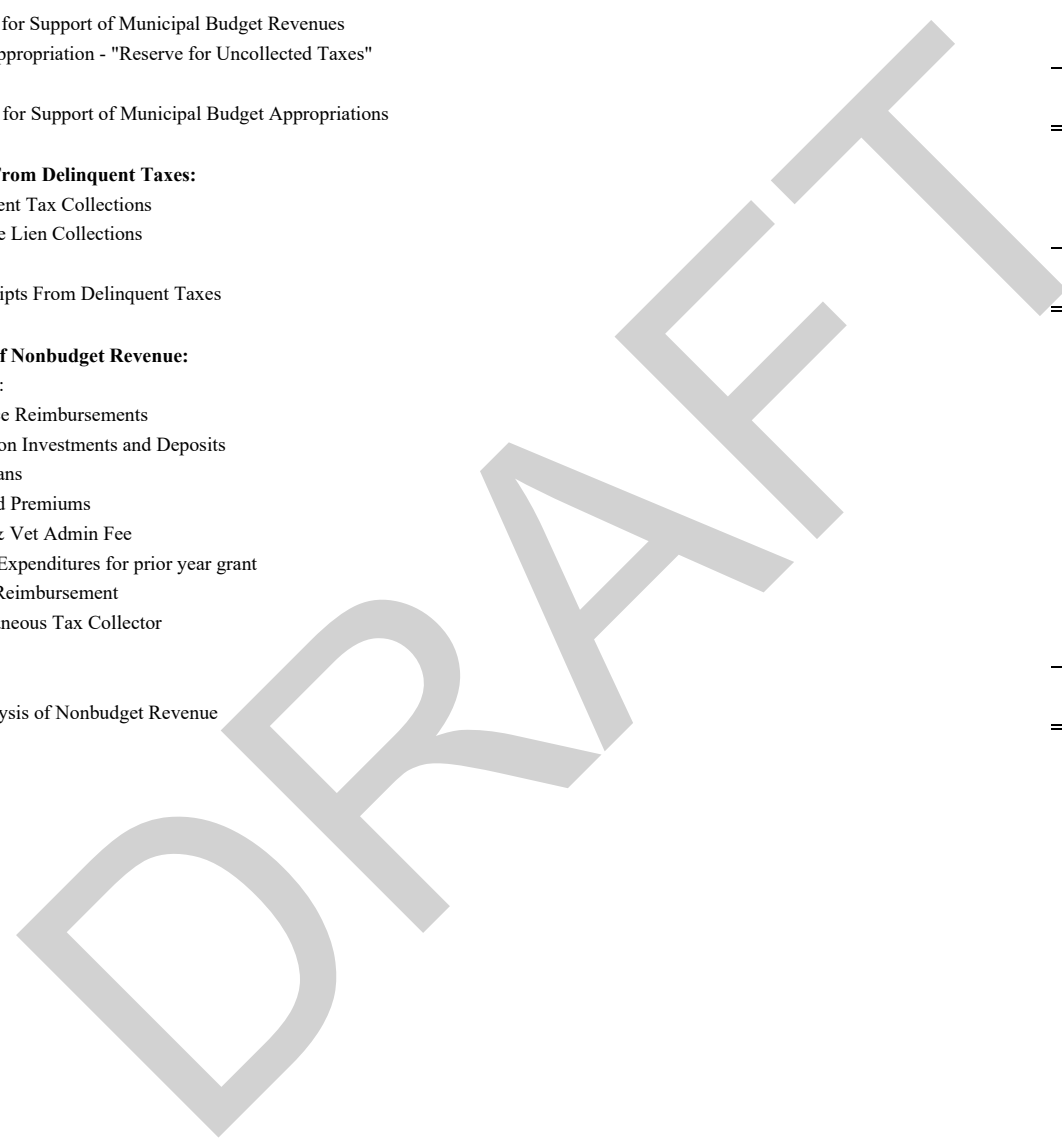 for Support of Municipal Budget Revenues
ppropriation - "Reserve for Uncollected Taxes"
for Support of Municipal Budget Appropriations
From Delinquent Taxes:
ent Tax Collections
e Lien Collections
ipts From Delinquent Taxes
f Nonbudget Revenue:
:
e Reimbursements
on Investments and Deposits
ans
d Premiums
& Vet Admin Fee
Expenditures for prior year grant
Reimbursement
neous Tax Collector
ysis of Nonbudget Revenue
DRAFT